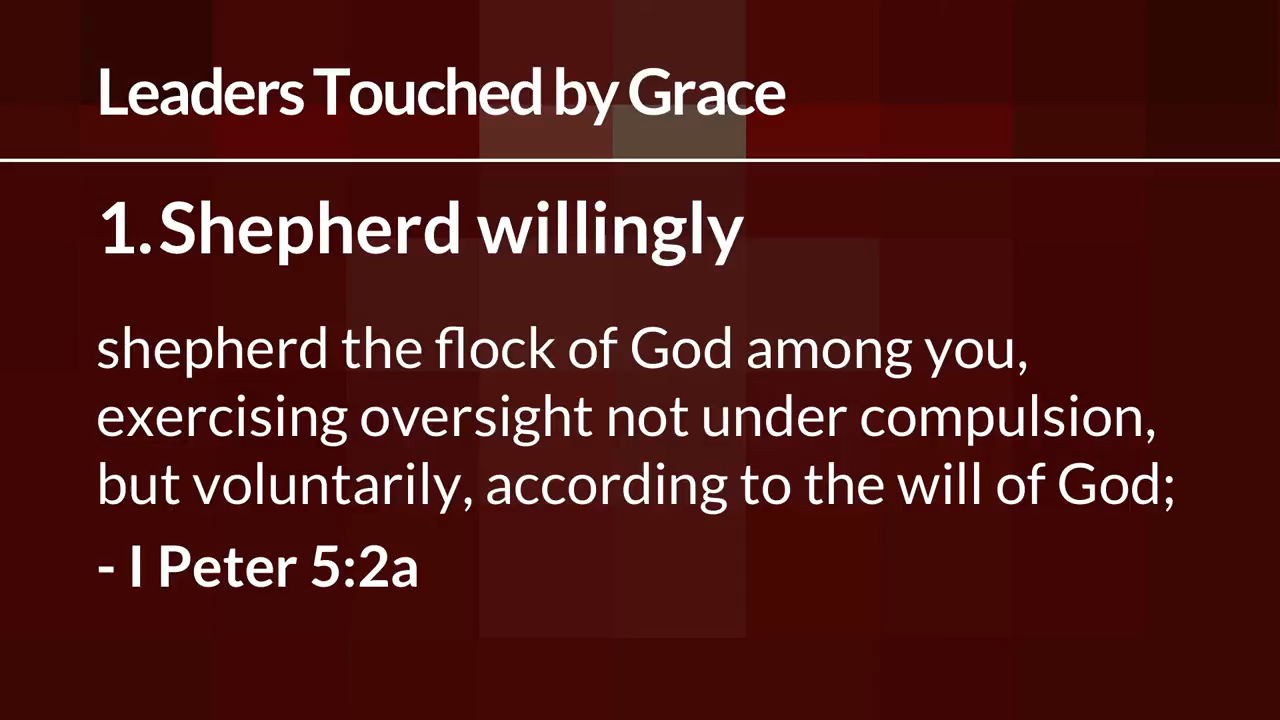 Leaders Touched by Grace
1. Shepherd willingly
shepherd the flock of God among you,
exercising oversight not under compulsion,
but voluntarily, according to the will of God;
- I Peter 5:2a